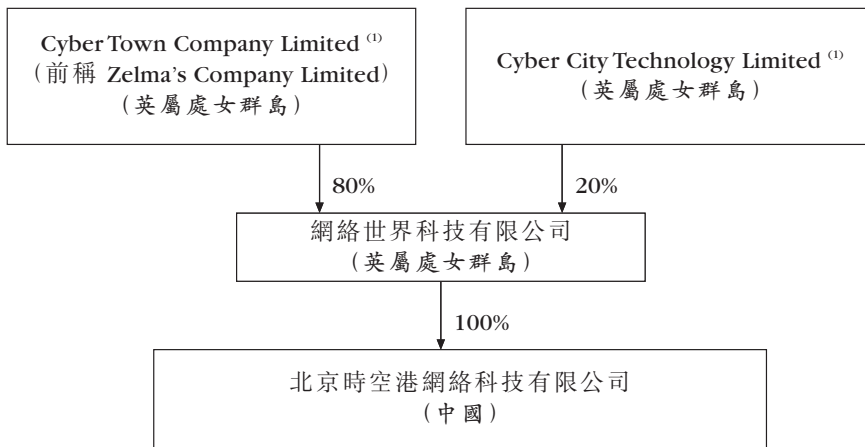 Cyber Town Company Limited (1)
（前稱 Zelma's Company Limited）
（英屬處女群島）
Cyber City Technology Limited (1)
（英屬處女群島）
80%
20%
網絡世界科技有限公司
（英屬處女群島）
100%
北京時空港網絡科技有限公司
（中國）